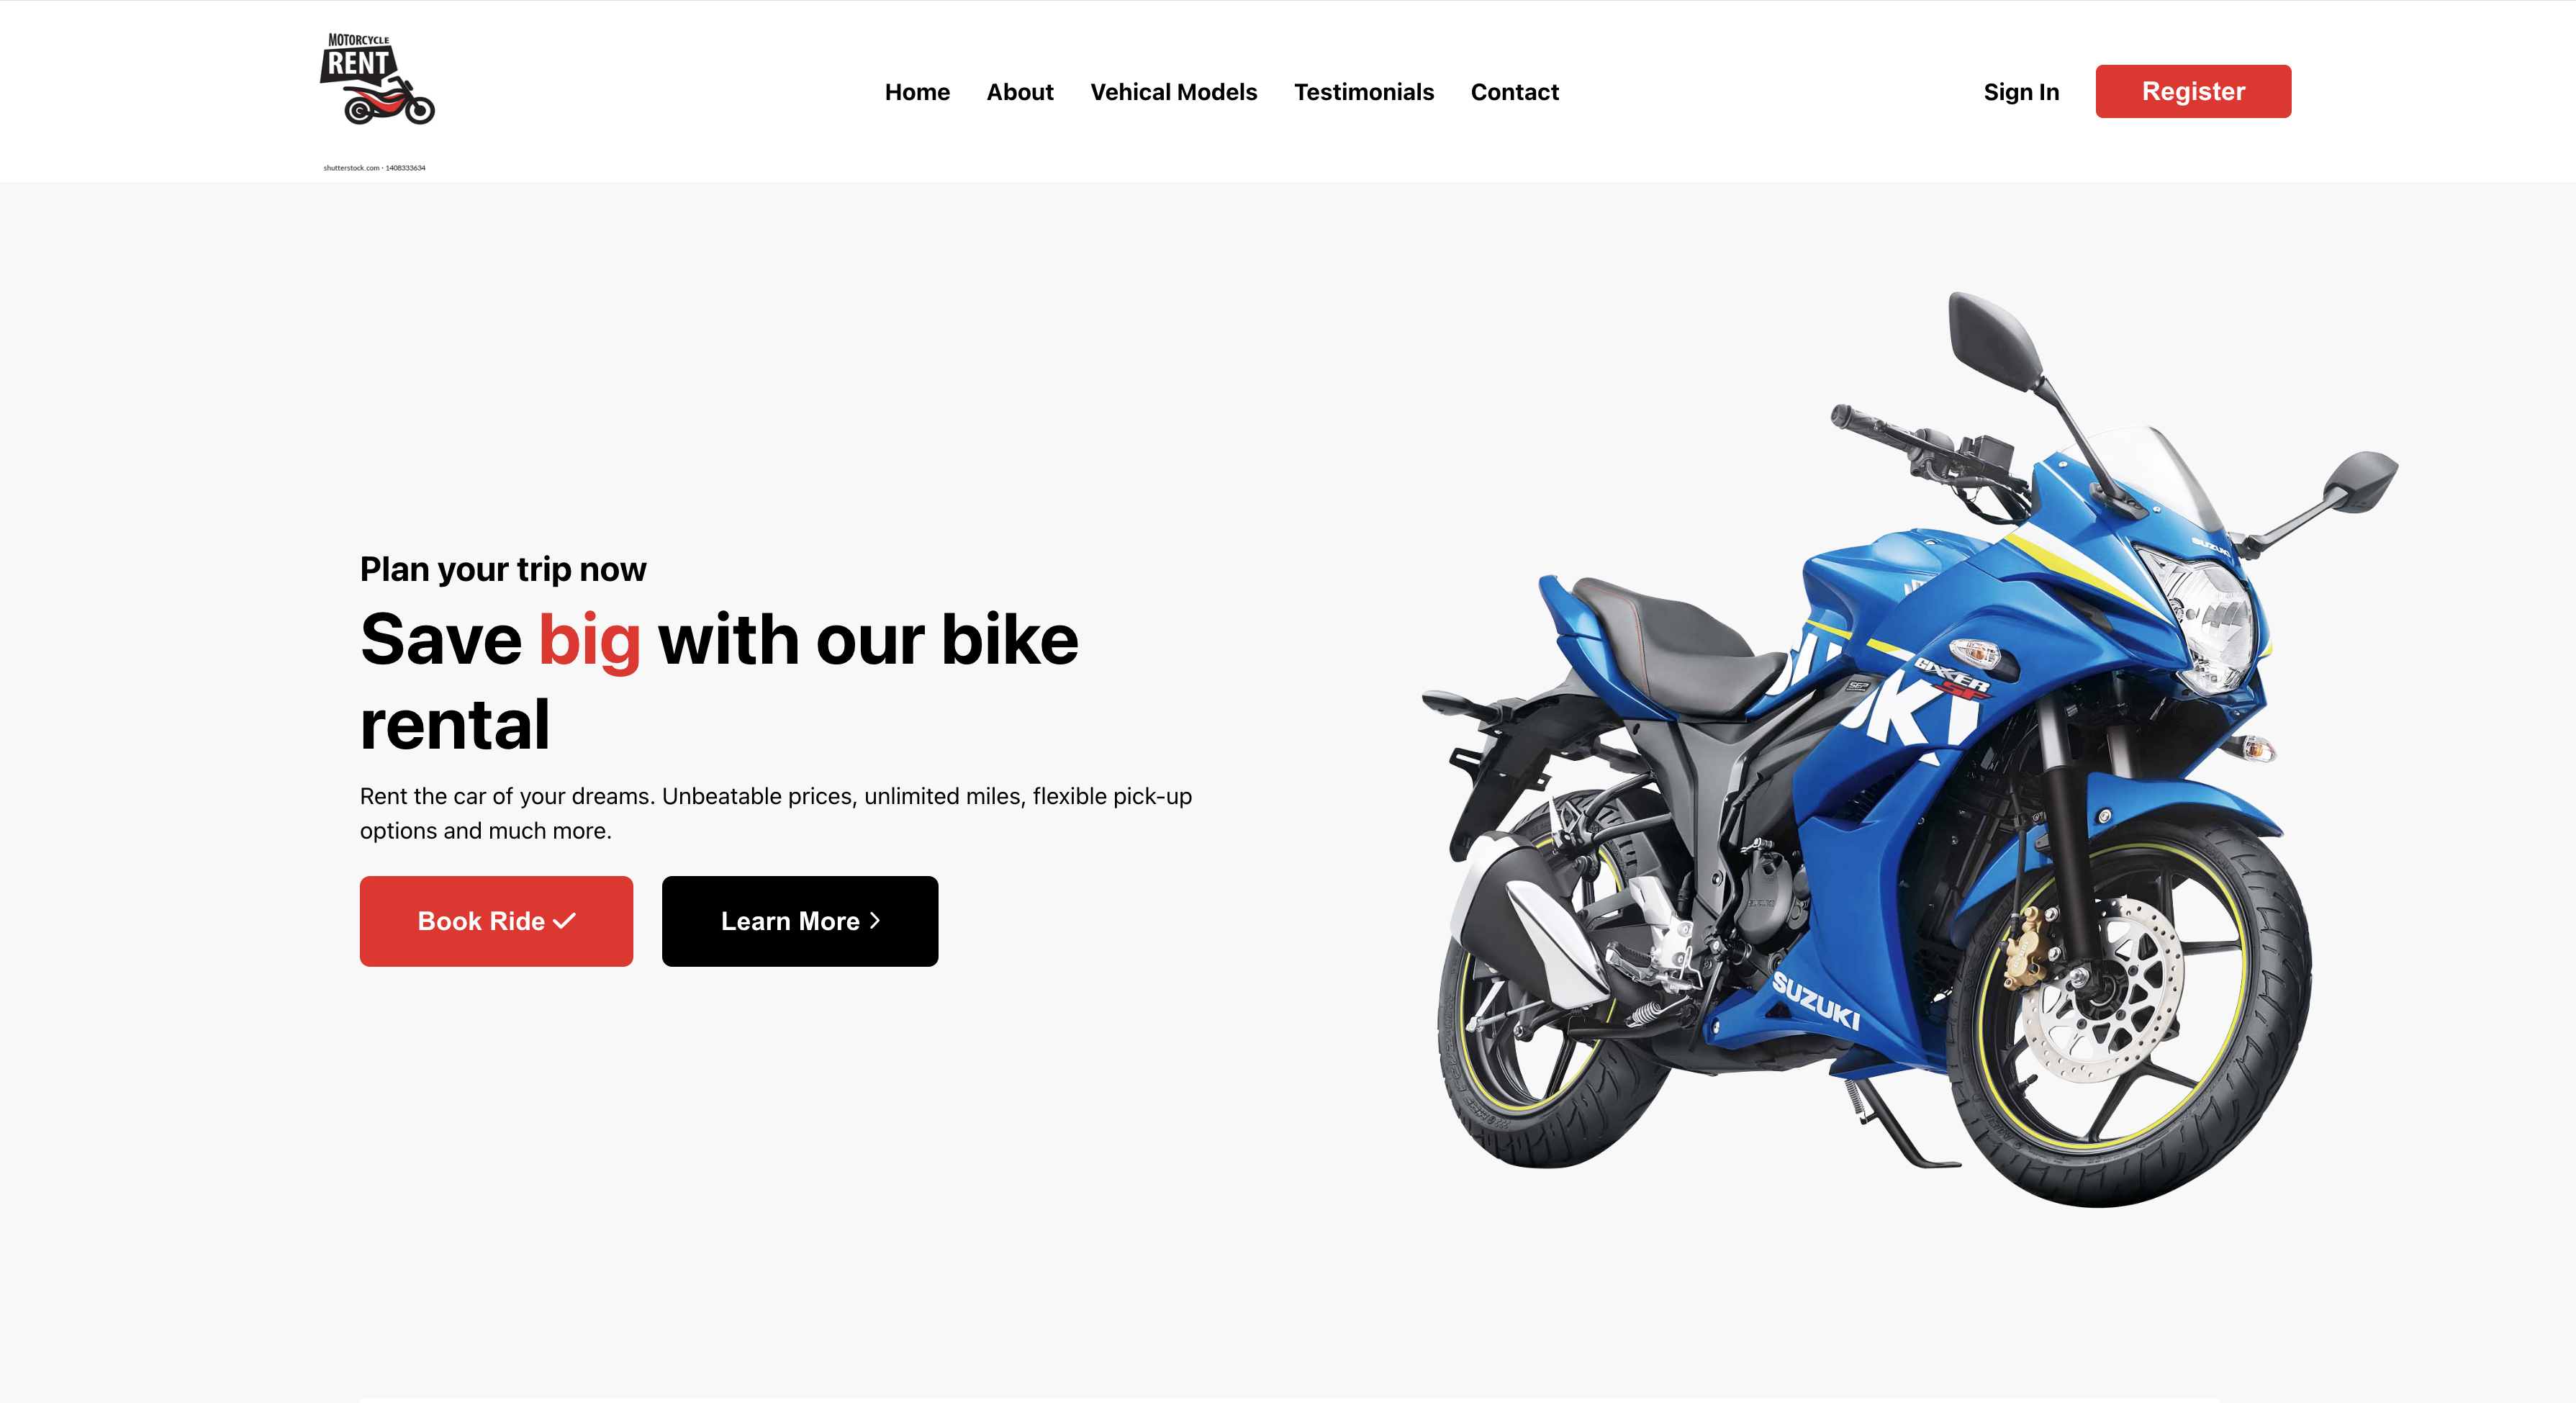 MOTORCYCLE
RENT
shutterstock.com · 1408333634
Home
About
Vehical Models
Testimonials
Contact
Sign In
Register
Plan your trip now
Save big with our bike
rental
Rent the car of your dreams. Unbeatable prices, unlimited miles, flexible pick-up
options and much more.
Book Ride
Learn More
SUZUKI
GIXXER
SF
SEP
UKI
SUZUKI